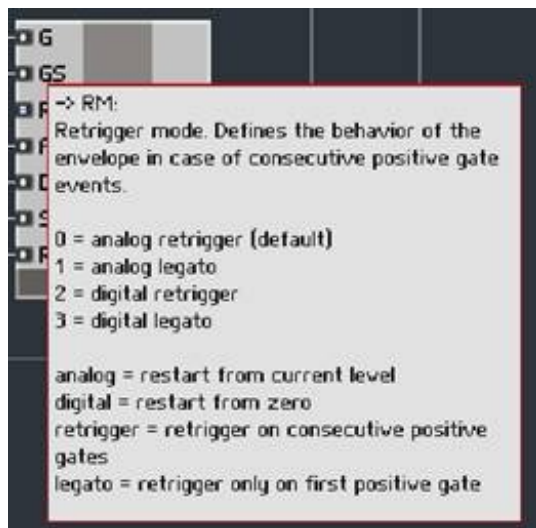 G
GS
-> RM:
Retrigger mode. Defines the behavior of the
envelope in case of consecutive positive gate
events.
0 = analog retrigger (default)
1 = analog legato
2 = digital retrigger
3 = digital legato
analog = restart from current level
digital = restart from zero
retrigger = retrigger on consecutive positive
gates
legato = retrigger only on first positive gate